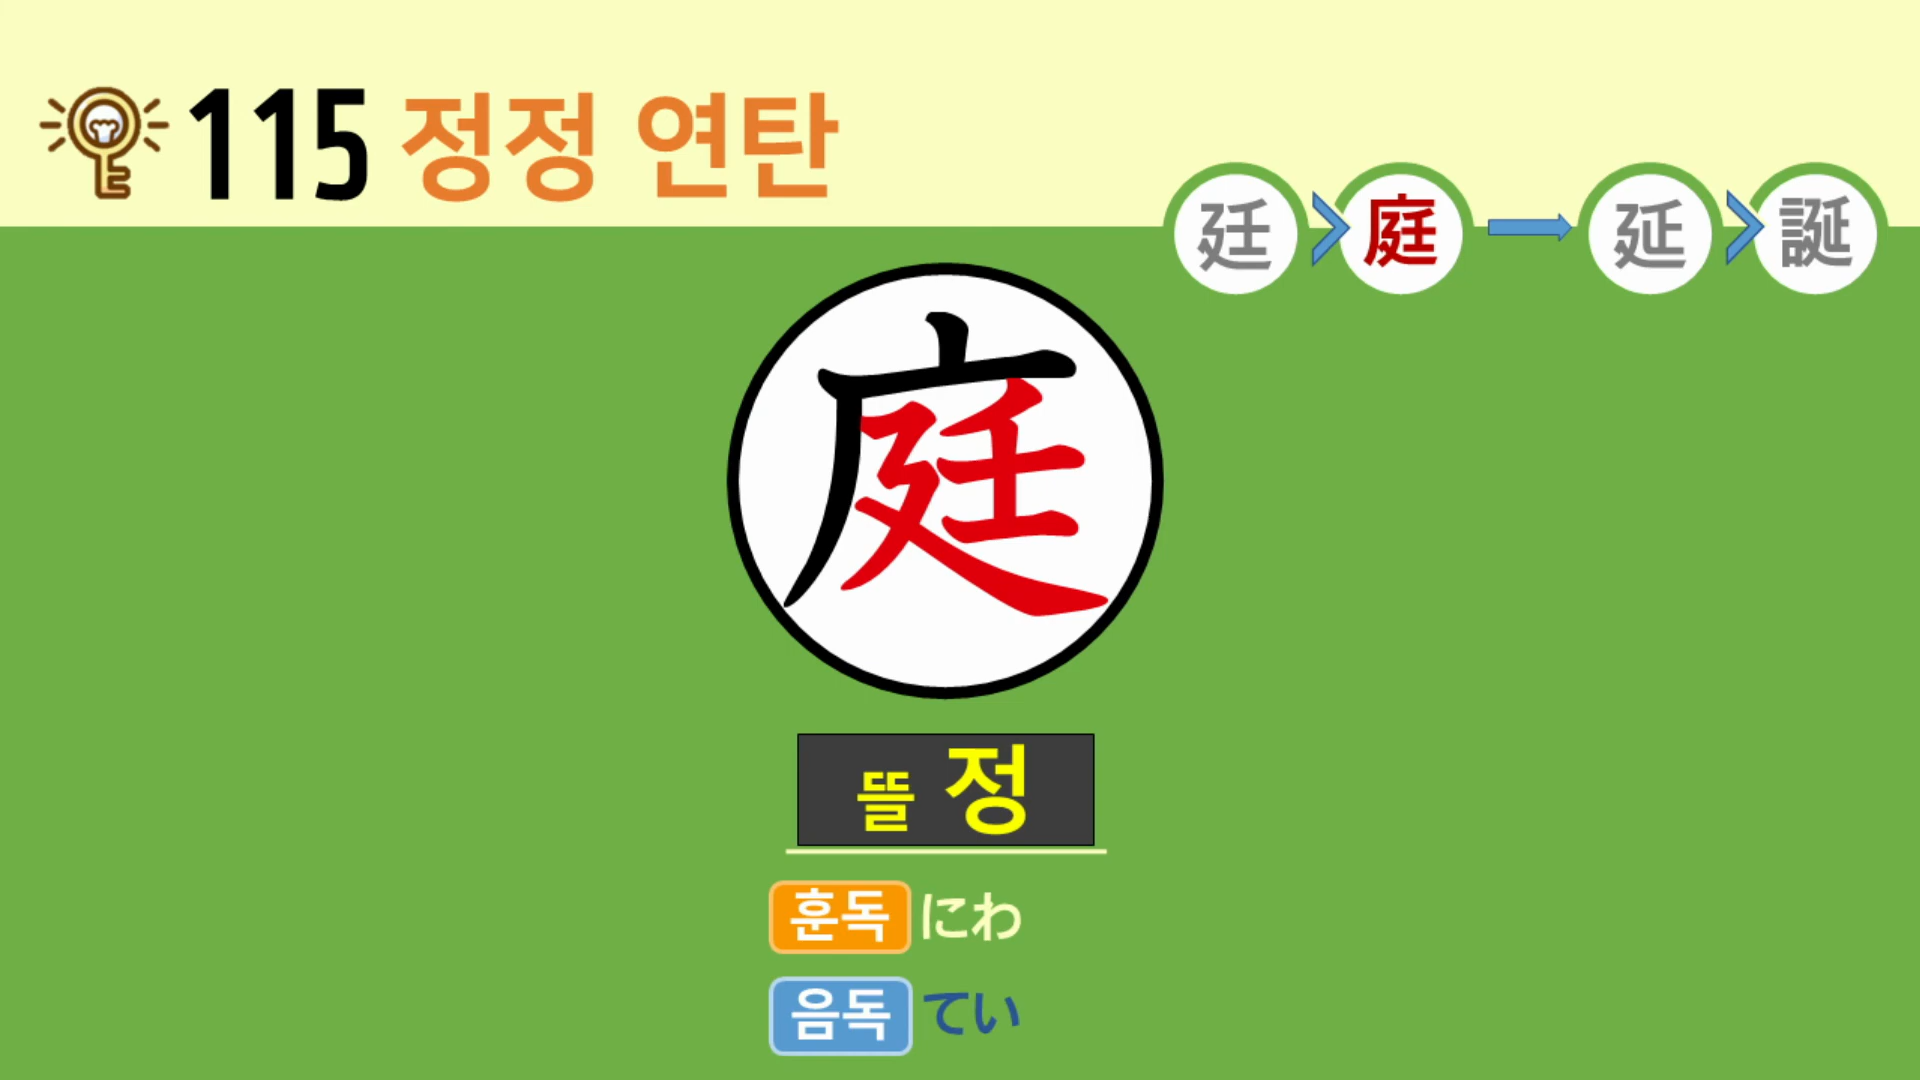 115 정정 연탄
廷 > 庭 → 延 > 誕
庭
뜰 정
훈독 にわ
음독 てい